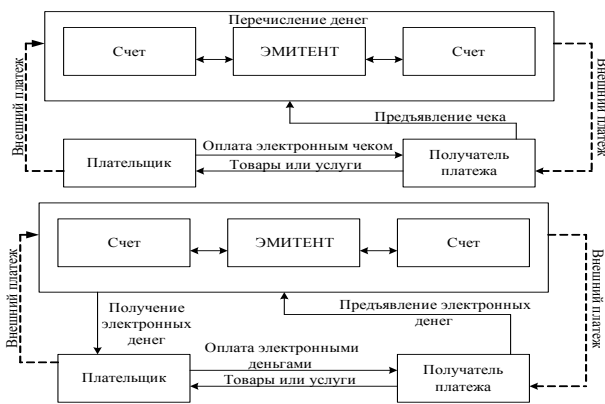 Перечисление денег
Счет
ЭМИТЕНТ
Счет
Внешний платеж
Внешний платеж
Предъявление чека
Плательщик
Оплата электронным чеком
Товары или услуги
Получатель
платежа
Счет
ЭМИТЕНТ
Счет
Внешний платеж
Внешний платеж
Получение
электронных
денег
Предъявление электронных
денег
Плательщик
Оплата электронными
деньгами
Товары или услуги
Получатель
платежа